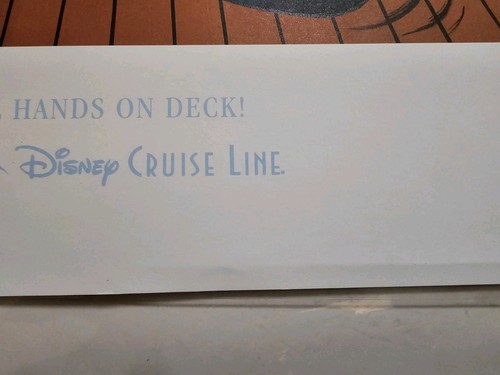 HANDS ON DECK!
Disney CRUISE LINE.